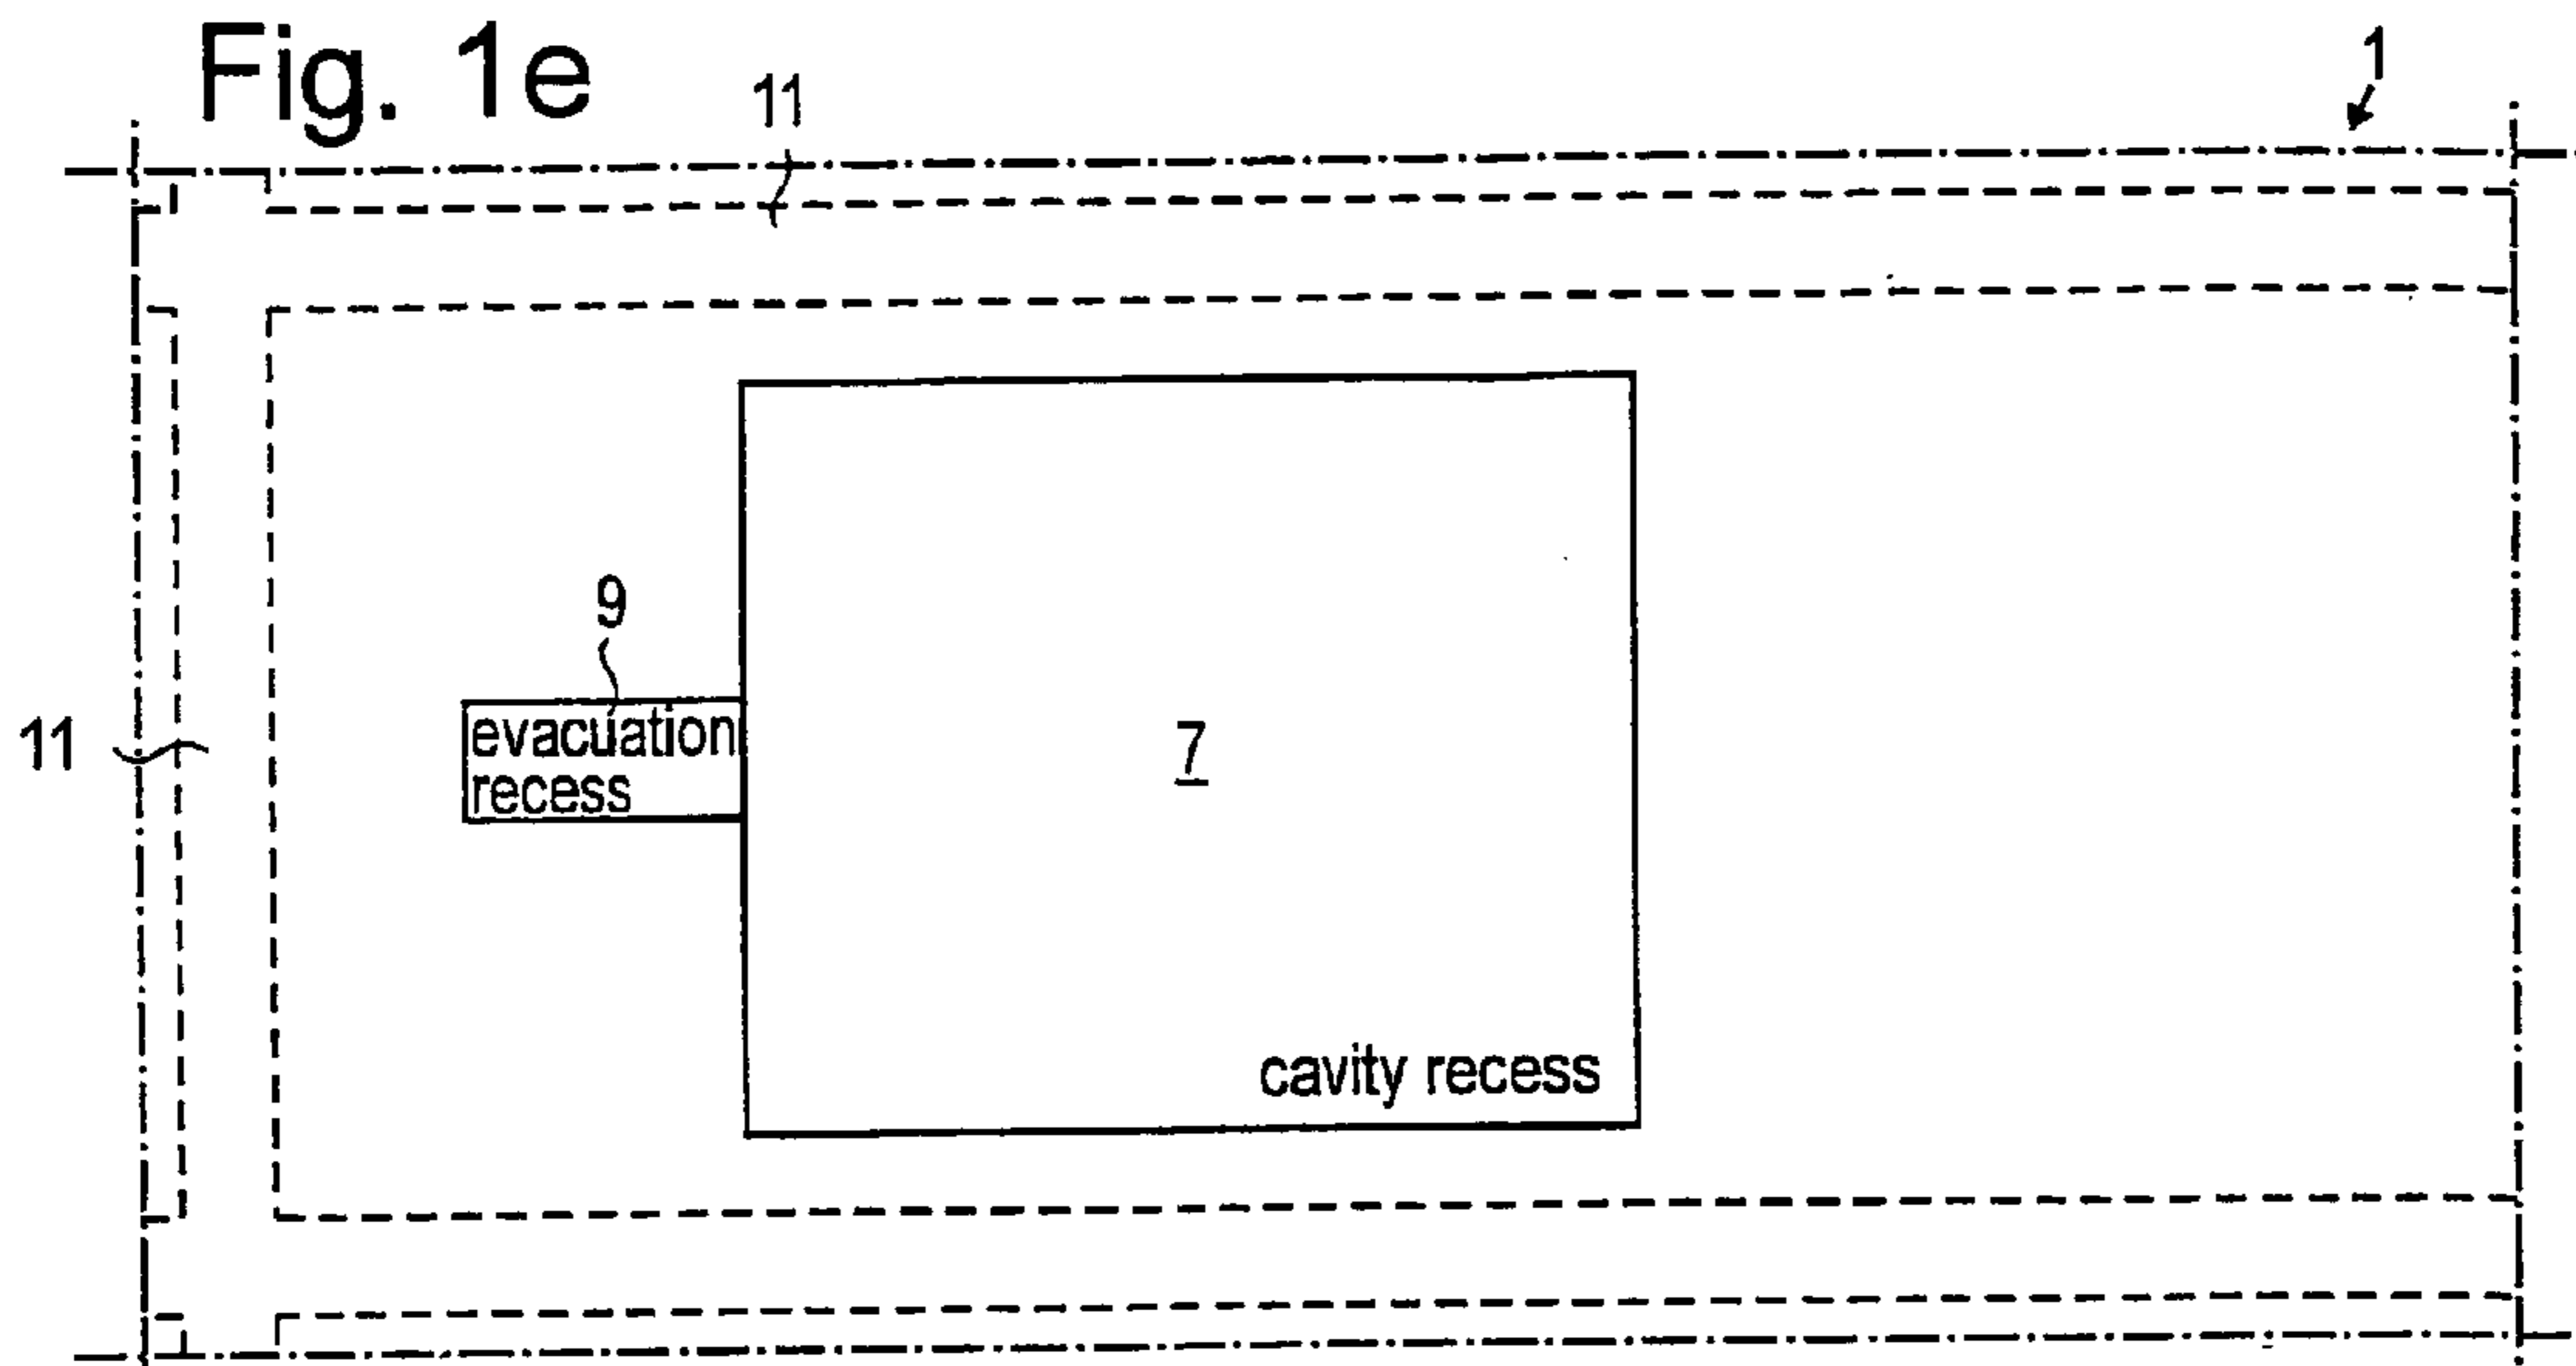 Fig. 1e
11
1
9
evacuation
recess
11
7
cavity recess